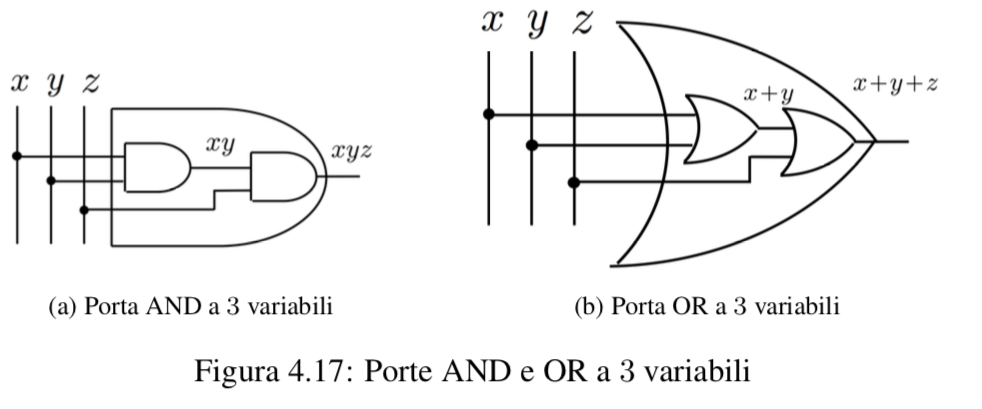 x y z
xy
xyz
(a) Porta AND a 3 variabili
x y z
x+y
x+y+z
(b) Porta OR a 3 variabili
Figura 4.17: Porte AND e OR a 3 variabili